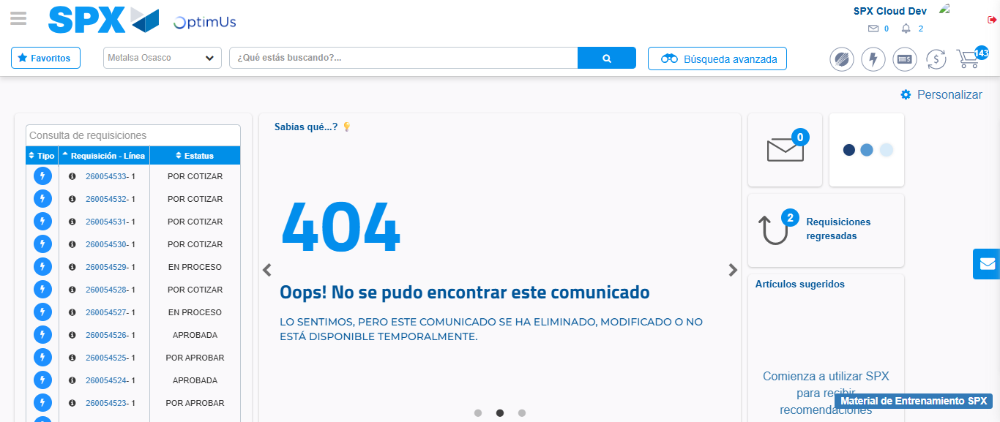 SPX OptimUs
SPX Cloud Dev
0 2
Favoritos
Metalsa Osasco
¿Qué estás buscando?...
Búsqueda avanzada
143
Personalizar
Consulta de requisiciones
Tipo Requisición - Línea Estatus
260054533- 1 POR COTIZAR
260054532- 1 POR COTIZAR
260054531- 1 POR COTIZAR
260054530- 1 POR COTIZAR
260054529- 1 EN PROCESO
260054528- 1 POR COTIZAR
260054527- 1 EN PROCESO
260054526- 1 APROBADA
260054525- 1 POR APROBAR
260054524- 1 APROBADA
260054523- 1 POR APROBAR
Sabías qué...?
404
Oops! No se pudo encontrar este comunicado
LO SENTIMOS, PERO ESTE COMUNICADO SE HA ELIMINADO, MODIFICADO O NO
ESTÁ DISPONIBLE TEMPORALMENTE.
0
2
Requisiciones
regresadas
Artículos sugeridos
Comienza a utilizar SPX
para recibir
recomendaciones
Material de Entrenamiento SPX